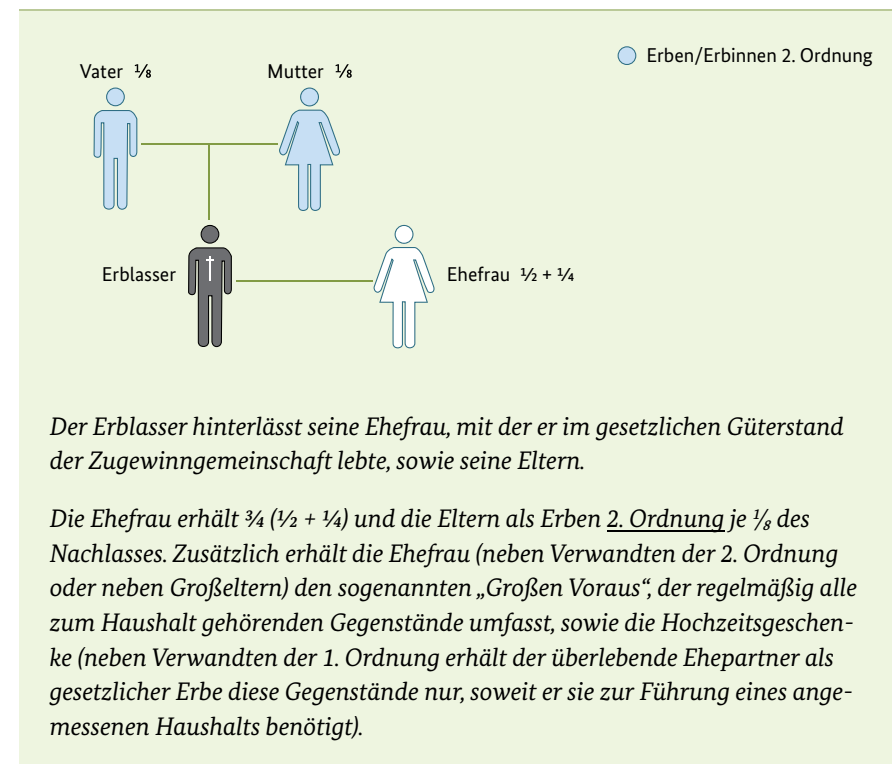 Erben/Erbinnen 2. Ordnung
Vater ⅛
Mutter ⅛
Erblasser
Ehefrau ½ + ¼
Der Erblasser hinterlässt seine Ehefrau, mit der er im gesetzlichen Güterstand
der Zugewinngemeinschaft lebte, sowie seine Eltern.
Die Ehefrau erhält ¾ (½ + ¼) und die Eltern als Erben 2. Ordnung je ⅛ des
Nachlasses. Zusätzlich erhält die Ehefrau (neben Verwandten der 2. Ordnung
oder neben Großeltern) den sogenannten „Großen Voraus“, der regelmäßig alle
zum Haushalt gehörenden Gegenstände umfasst, sowie die Hochzeitsgeschen-
ke (neben Verwandten der 1. Ordnung erhält der überlebende Ehepartner als
gesetzlicher Erbe diese Gegenstände nur, soweit er sie zur Führung eines ange-
messenen Haushalts benötigt).